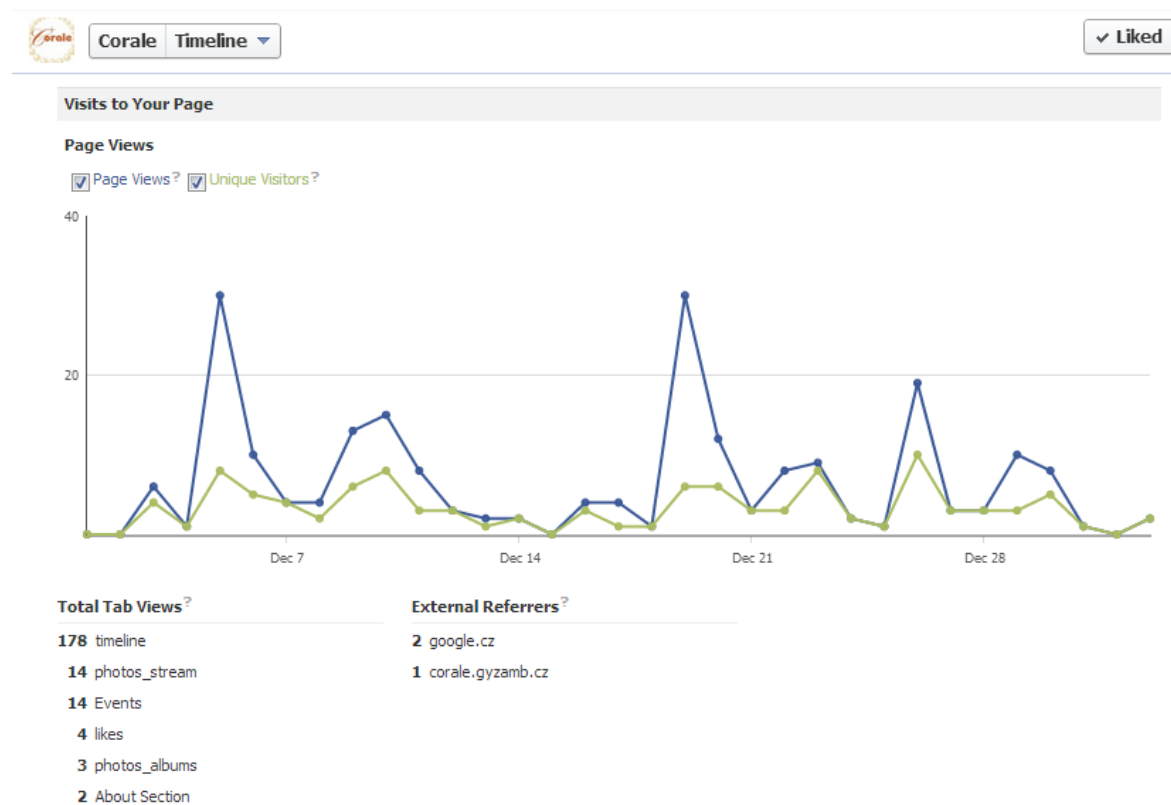 Corale
Corale Timeline
Liked
Visits to Your Page
Page Views
Page Views? Unique Visitors?
40
20
Dec 7 Dec 14 Dec 21 Dec 28
Total Tab Views?
178 timeline
14 photos_stream
14 Events
4 likes
3 photos_albums
2 About Section
External Referrers?
2 google.cz
1 corale.gyzamb.cz